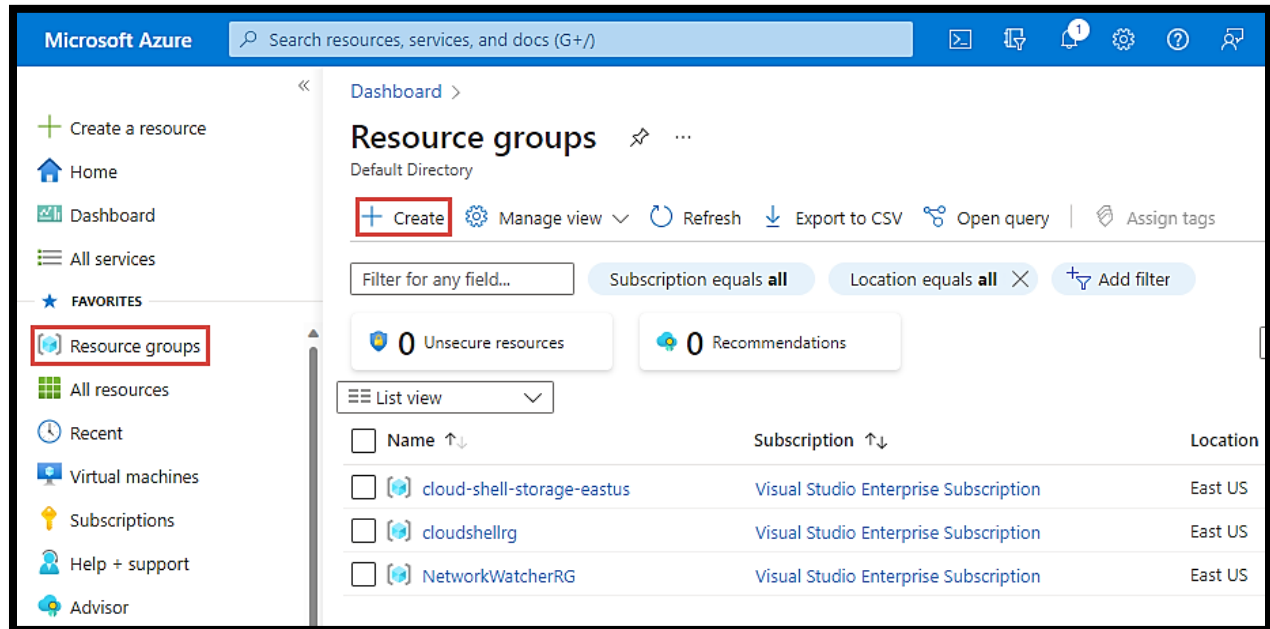 Microsoft Azure
Search resources, services, and docs (G+/)
1
Create a resource
Home
Dashboard
All services
FAVORITES
Resource groups
All resources
Recent
Virtual machines
Subscriptions
Help + support
Advisor
Dashboard >
Resource groups ...
Default Directory
+ Create Manage view Refresh Export to CSV Open query Assign tags
Filter for any field... Subscription equals all Location equals all Add filter
0 Unsecure resources 0 Recommendations
List view
Name Subscription Location
cloud-shell-storage-eastus Visual Studio Enterprise Subscription East US
cloudshellrg Visual Studio Enterprise Subscription East US
NetworkWatcherRG Visual Studio Enterprise Subscription East US